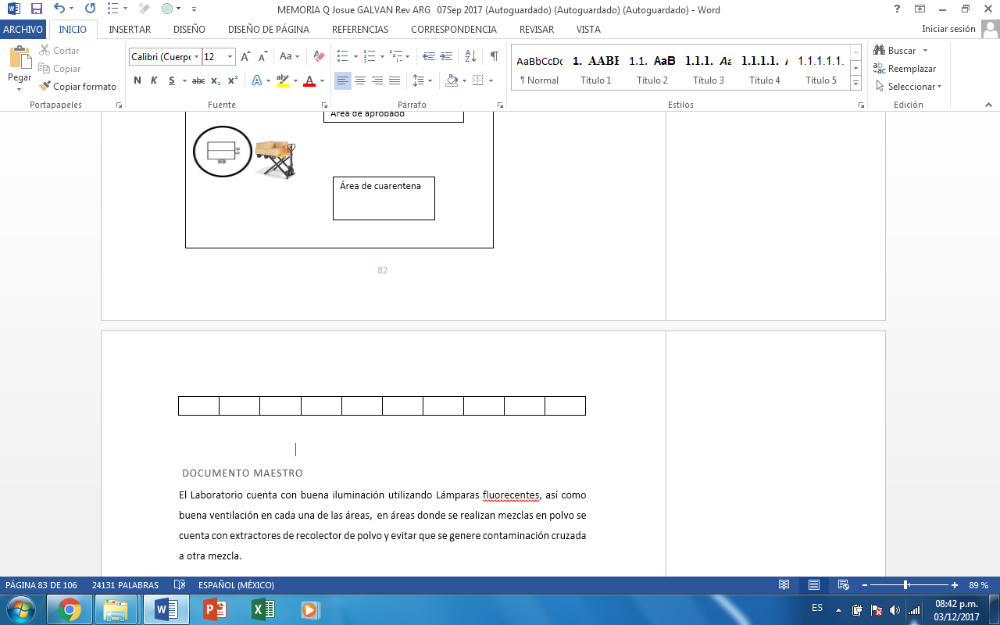 MEMORIA Q Josue GALVAN Rev ARG   07Sep 2017 (Autoguardado) (Autoguardado) (Autoguardado) - Word
ARCHIVO INICIO INSERTAR DISEÑO DISEÑO DE PÁGINA REFERENCIAS CORRESPONDENCIA REVISAR VISTA Iniciar sesión
Pegar
Cortar
Copiar
Copiar formato
Portapapeles
Calibri (Cuerpo 12
Aa
N K S abc x₂ x² A ab A
Fuente
Párrafo
AaBbCcDc 1. AABI 1.1. AaB 1.1.1. Aa 1.1.1.1. A 1.1.1.1.1.
¶ Normal Título 1 Título 2 Título 3 Título 4 Título 5
Estilos
Buscar
Reemplazar
Seleccionar
Edición
Área de aprobado
Área de cuarentena
82
DOCUMENTO MAESTRO
El Laboratorio cuenta con buena iluminación utilizando Lámparas fluorecentes, así como
buena ventilación en cada una de las áreas,  en áreas donde se realizan mezclas en polvo se
cuenta con extractores de recolector de polvo y evitar que se genere contaminación cruzada
a otra mezcla.
PÁGINA 83 DE 106 24131 PALABRAS ESPAÑOL (MÉXICO) 89 %
ES 08:42 p.m.
03/12/2017